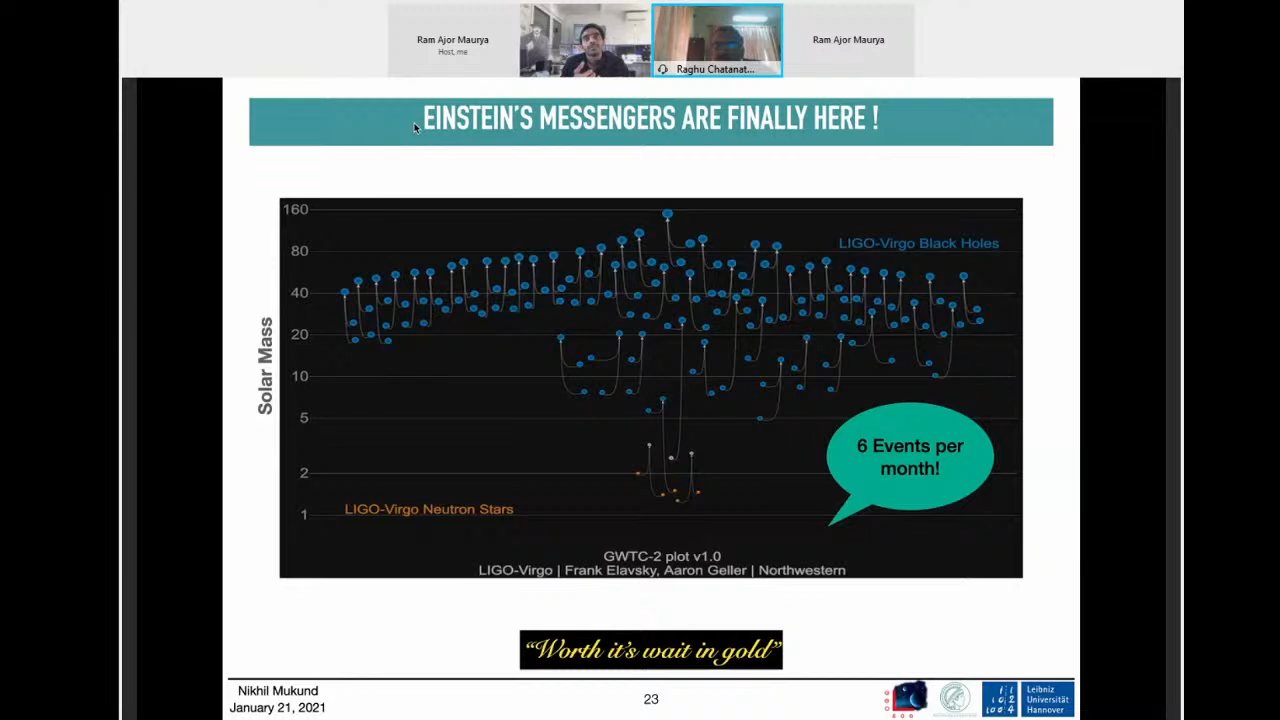 Ram Ajor Maurya
Host, me
Raghu Chatanat...
Ram Ajor Maurya
EINSTEIN'S MESSENGERS ARE FINALLY HERE !
160
80
40
20
10
5
2
1
Solar Mass
LIGO-Virgo Black Holes
6 Events per
month!
LIGO-Virgo Neutron Stars
GWTC-2 plot v1.0
LIGO-Virgo | Frank Elavsky, Aaron Geller | Northwestern
“Worth it's wait in gold”
Nikhil Mukund
January 21, 2021
23
Leibniz
Universität
Hannover